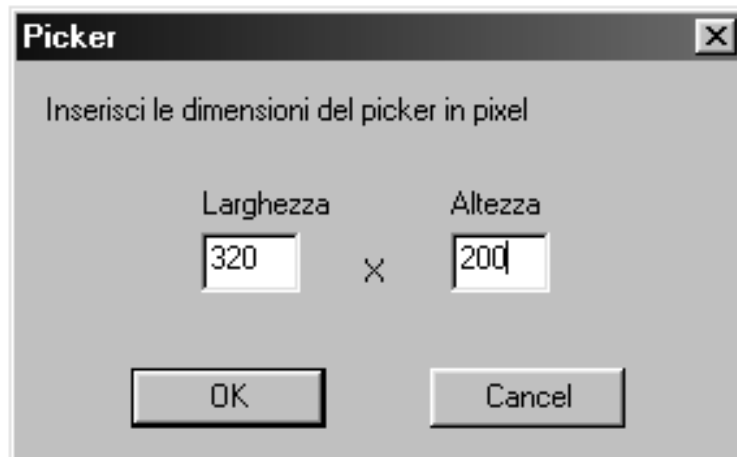 Picker
Inserisci le dimensioni del picker in pixel
Larghezza Altezza
320 X 200
OK Cancel